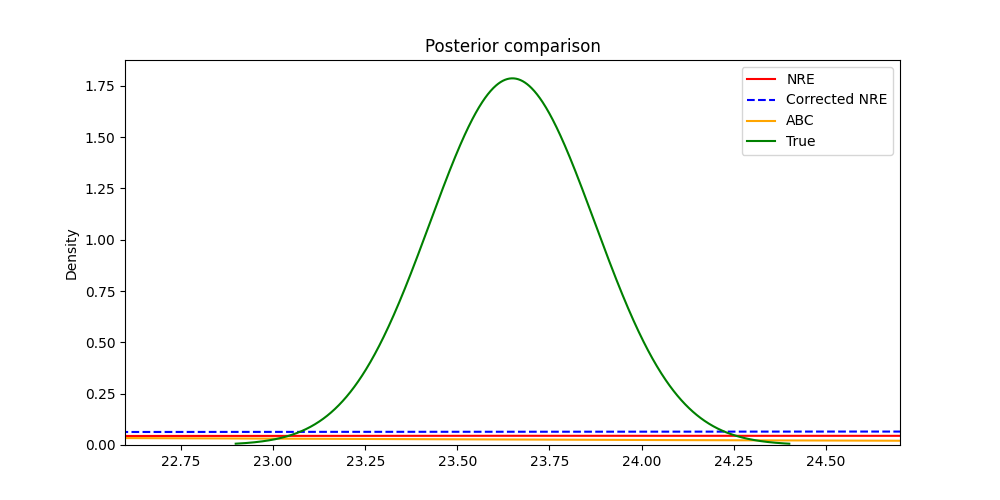 Posterior comparison
NRE
Corrected NRE
ABC
True
Density
1.75
1.50
1.25
1.00
0.75
0.50
0.25
0.00
22.75 23.00 23.25 23.50 23.75 24.00 24.25 24.50